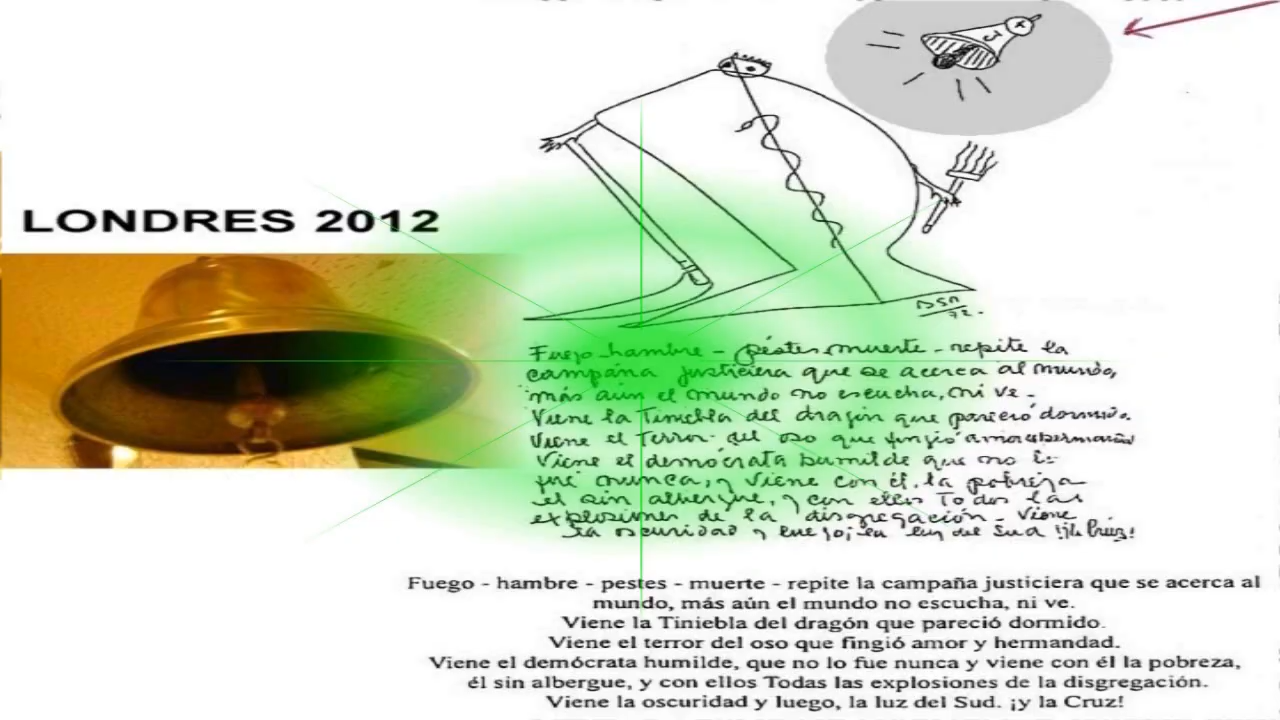 LONDRES 2012
J
DSP
72.
Fuego - hambre - pestes, muerte - repite la
campaña justiciera que se acerca al mundo,
más aún el mundo no escucha, ni ve.
Viene la Tiniebla del dragón que pareció dormido.
Viene el Terror del oso que fingió amor y hermandad
Viene el demócrata humilde que no lo
fué nunca, y viene con él, la pobreza
el sin albergue, y con ellos Todos las
explosiones de la disgregación - Viene
la oscuridad y luego; la luz del Sud ¡y la Cruz!
Fuego - hambre - pestes - muerte - repite la campaña justiciera que se acerca al
mundo, más aún el mundo no escucha, ni ve.
Viene la Tiniebla del dragón que pareció dormido.
Viene el terror del oso que fingió amor y hermandad.
Viene el demócrata humilde, que no lo fue nunca y viene con él la pobreza,
él sin albergue, y con ellos Todas las explosiones de la disgregación.
Viene la oscuridad y luego, la luz del Sud. ¡y la Cruz!